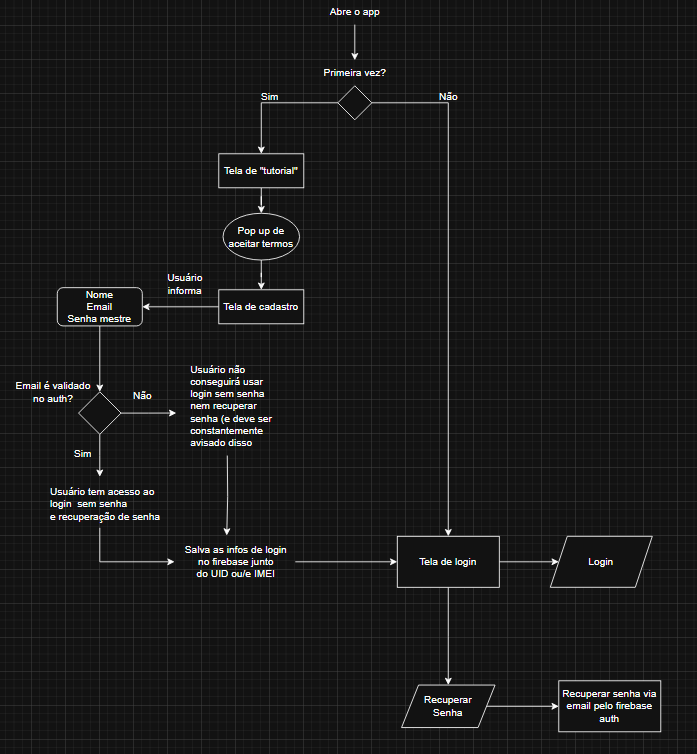 Abre o app
Primeira vez?
Sim
Não
Tela de "tutorial"
Pop up de
aceitar termos
Usuário
informa
Tela de cadastro
Nome
Email
Senha mestre
Email é validado
no auth?
Não
Usuário não
conseguirá usar
login sem senha
nem recuperar
senha (e deve ser
constantemente
avisado disso
Sim
Usuário tem acesso ao
login  sem senha
e recuperação de senha
Salva as infos de login
no firebase junto
do UID ou/e IMEI
Tela de login
Login
Recuperar
Senha
Recuperar senha via
email pelo firebase
auth